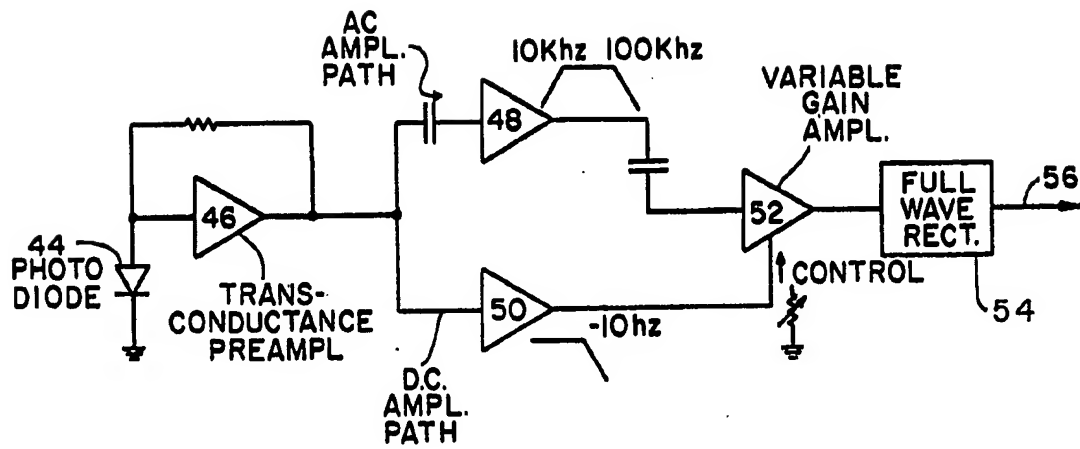 AC
AMPL.
PATH
10Khz 100Khz
48
VARIABLE
GAIN
AMPL.
46
44
PHOTO
DIODE
TRANS-
CONDUCTANCE
PREAMPL
52
FULL
WAVE
RECT.
56
CONTROL
54
50
-10hz
D.C.
AMPL.
PATH